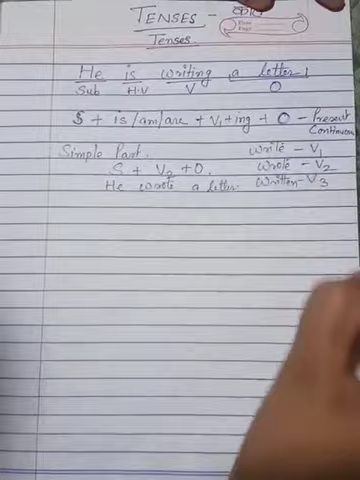 TENSES - काल
Tenses
He is writing a letter
Sub H.V V O
S + is/am/are + V1 + ing + O - Present Continuous
Simple Past. write - V1
S + V2 + O. wrote - V2
He wrote a letter written - V3